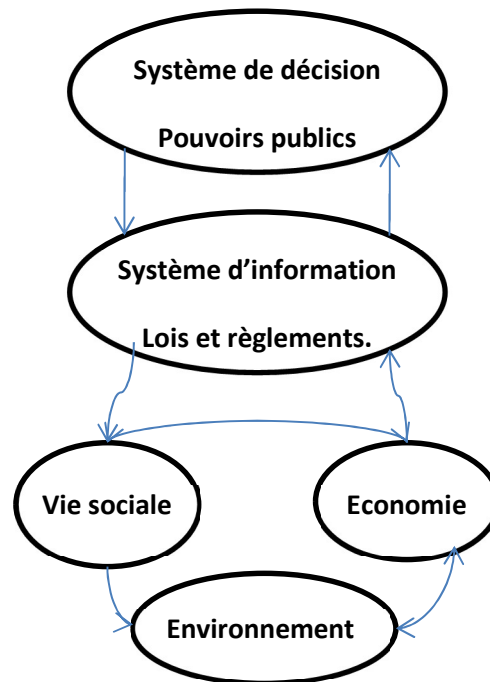 Système de décision
Pouvoirs publics
Système d’information
Lois et règlements.
Vie sociale
Economie
Environnement